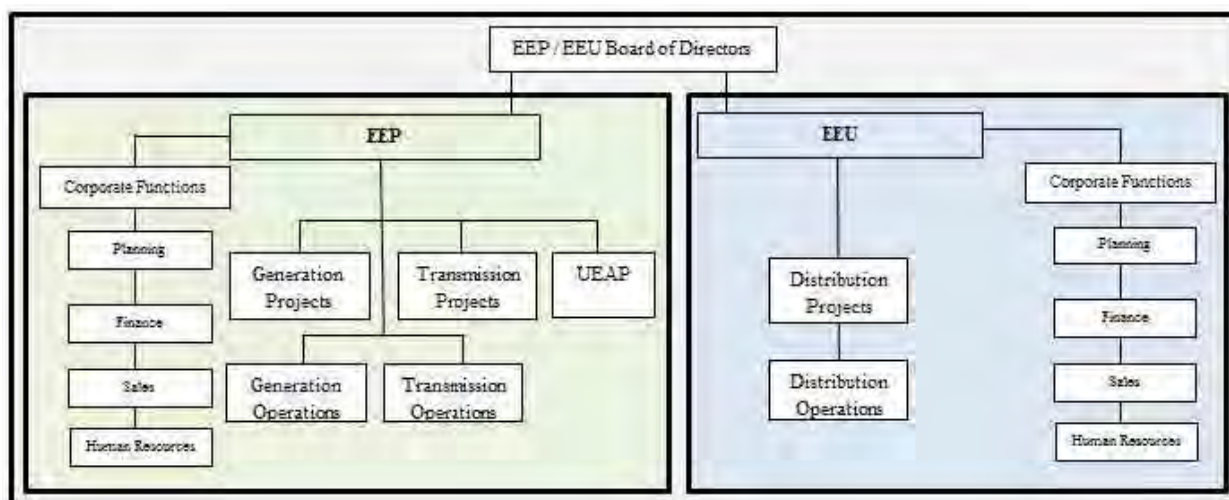 EEP / EEU Board of Directors
EEP
Corporate Functions
Planning
Finance
Sales
Human Resources
Generation
Projects
Transmission
Projects
UEAP
Generation
Operations
Transmission
Operations
EEU
Distribution
Projects
Distribution
Operations
Corporate Functions
Planning
Finance
Sales
Human Resources